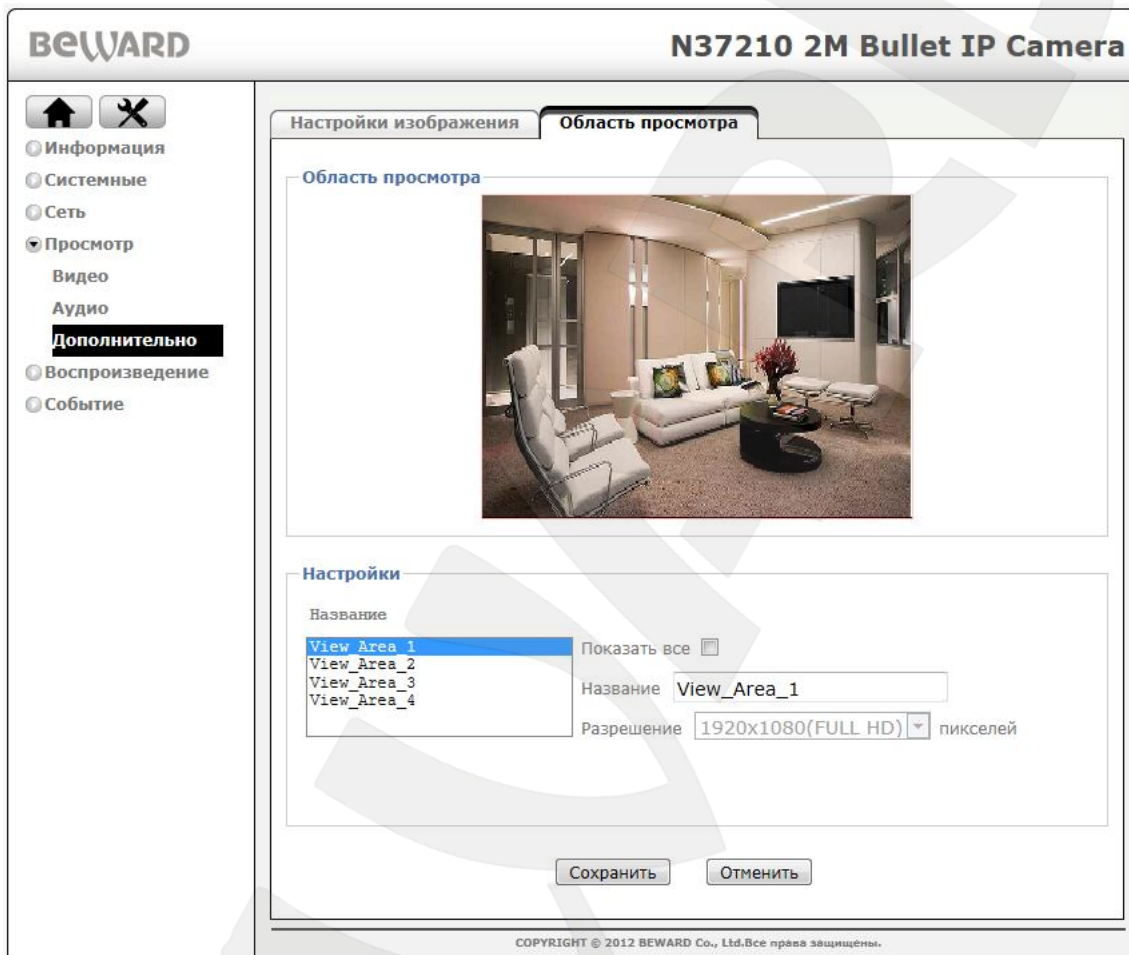 BEWARD
N37210 2M Bullet IP Camera
Информация
Системные
Сеть
Просмотр
Видео
Аудио
Дополнительно
Воспроизведение
Событие
Настройки изображения
Область просмотра
Область просмотра
Настройки
Название
View_Area_1
View_Area_2
View_Area_3
View_Area_4
Показать все
Название View_Area_1
Разрешение 1920x1080(FULL HD) пикселей
Сохранить Отменить
COPYRIGHT © 2012 BEWARD Co., Ltd.Все права защищены.